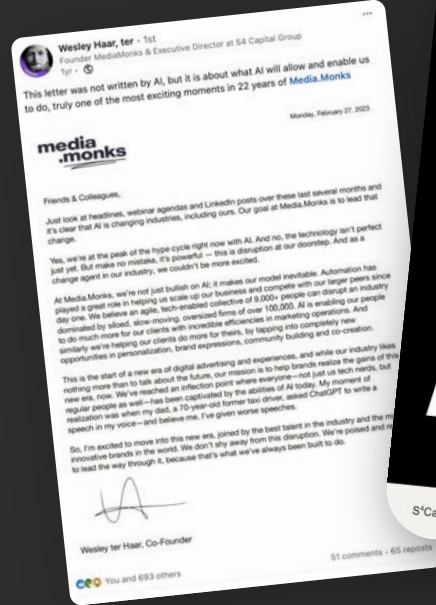 Wesley Haar, ter · 1st
Founder MediaMonks & Executive Director at S4 Capital Group
1yr ·
This letter was not written by AI, but it is about what AI will allow and enable us
to do, truly one of the most exciting moments in 22 years of Media.Monks
Monday, February 27, 2023
media
.monks
Friends & Colleagues,
Just look at headlines, webinar agendas and LinkedIn posts over these last several months and
it's clear that AI is changing industries, including ours. Our goal at Media.Monks is to lead that
change.
Yes, we're at the peak of the hype cycle right now with AI. And no, the technology isn't perfect
just yet. But make no mistake, it's powerful — this is disruption at our doorstep. And as a
change agent in our industry, we couldn't be more excited.
At Media.Monks, we're not just bullish on AI; it makes our model inevitable. Automation has
played a great role in helping us scale up our business and compete with our larger peers since
day one. We believe an agile, tech-enabled collective of 9,000+ people can disrupt an industry
dominated by siloed, slow-moving, oversized firms of over 100,000. AI is enabling our people
to do much more for our clients with incredible efficiencies in marketing operations. And
similarly we're helping our clients do more for theirs, by tapping into completely new
opportunities in personalization, brand expressions, community building and co-creation.
This is the start of a new era of digital advertising and experiences, and while our industry likes
nothing more than to talk about the future, our mission is to help brands realize the gains of this
new era, now. We've reached an inflection point where everyone—not just us tech nerds, but
regular people as well—has been captivated by the abilities of AI today. My moment of
realization was when my dad, a 70-year-old former taxi driver, asked ChatGPT to write a
speech in my voice—and believe me, I've given worse speeches.
So, I'm excited to move into this new era, joined by the best talent in the industry and the m
innovative brands in the world. We don't shy away from this disruption. We're poised and re
to lead the way through it, because that's what we've always been built to do.
Wesley ter Haar, Co-Founder
You and 693 others
51 comments · 65 reposts
S⁴Ca